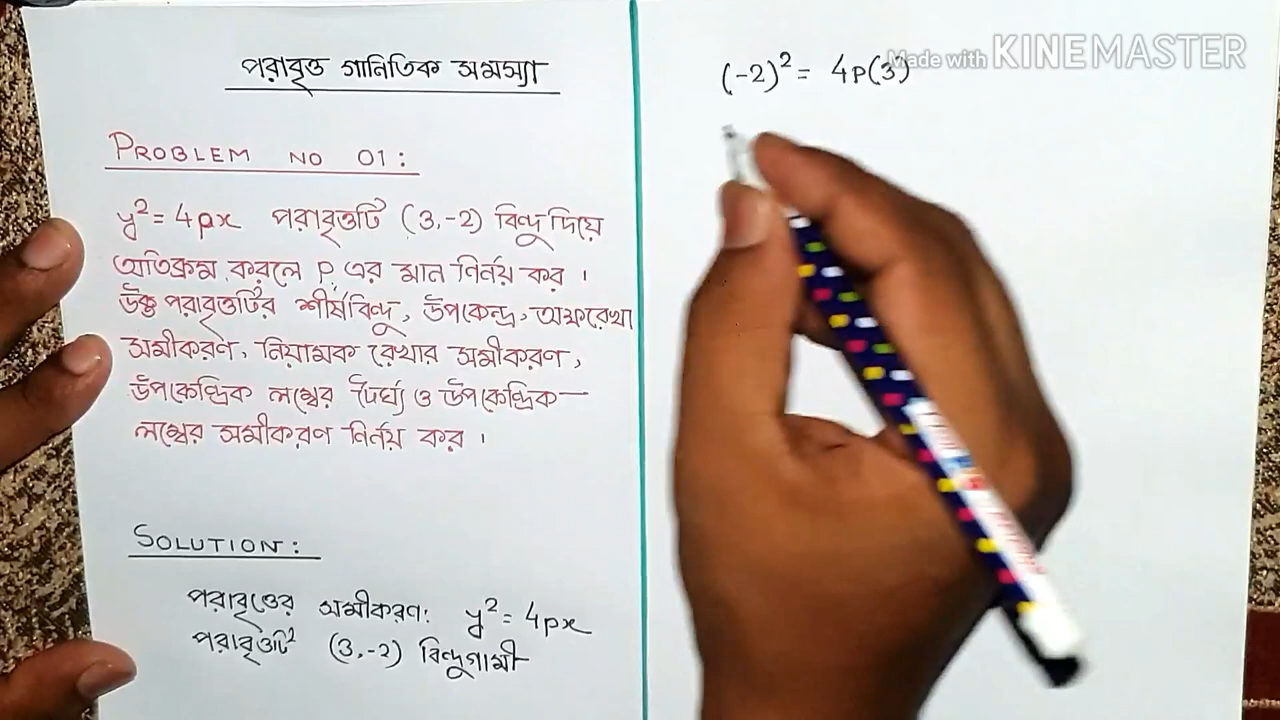 পরাবৃত্ত গানিতিক সমস্যা
PROBLEM NO 01:
y² = 4px পরাবৃত্তটি (3,-2) বিন্দু দিয়ে
অতিক্রম করলে p এর মান নির্নয় কর ।
উক্ত পরাবৃত্তটির শীর্ষবিন্দু, উপকেন্দ্র, অক্ষরেখা
সমীকরণ, নিয়ামক রেখার সমীকরণ,
উপকেন্দ্রিক লম্বের দৈর্ঘ্য ও উপকেন্দ্রিক—
লম্বের সমীকরণ নির্নয় কর ।
SOLUTION:
পরাবৃত্তের সমীকরণ: y² = 4px
পরাবৃত্তটি (3,-2) বিন্দুগামী
(-2)² = 4p(3)
Made with KINEMASTER